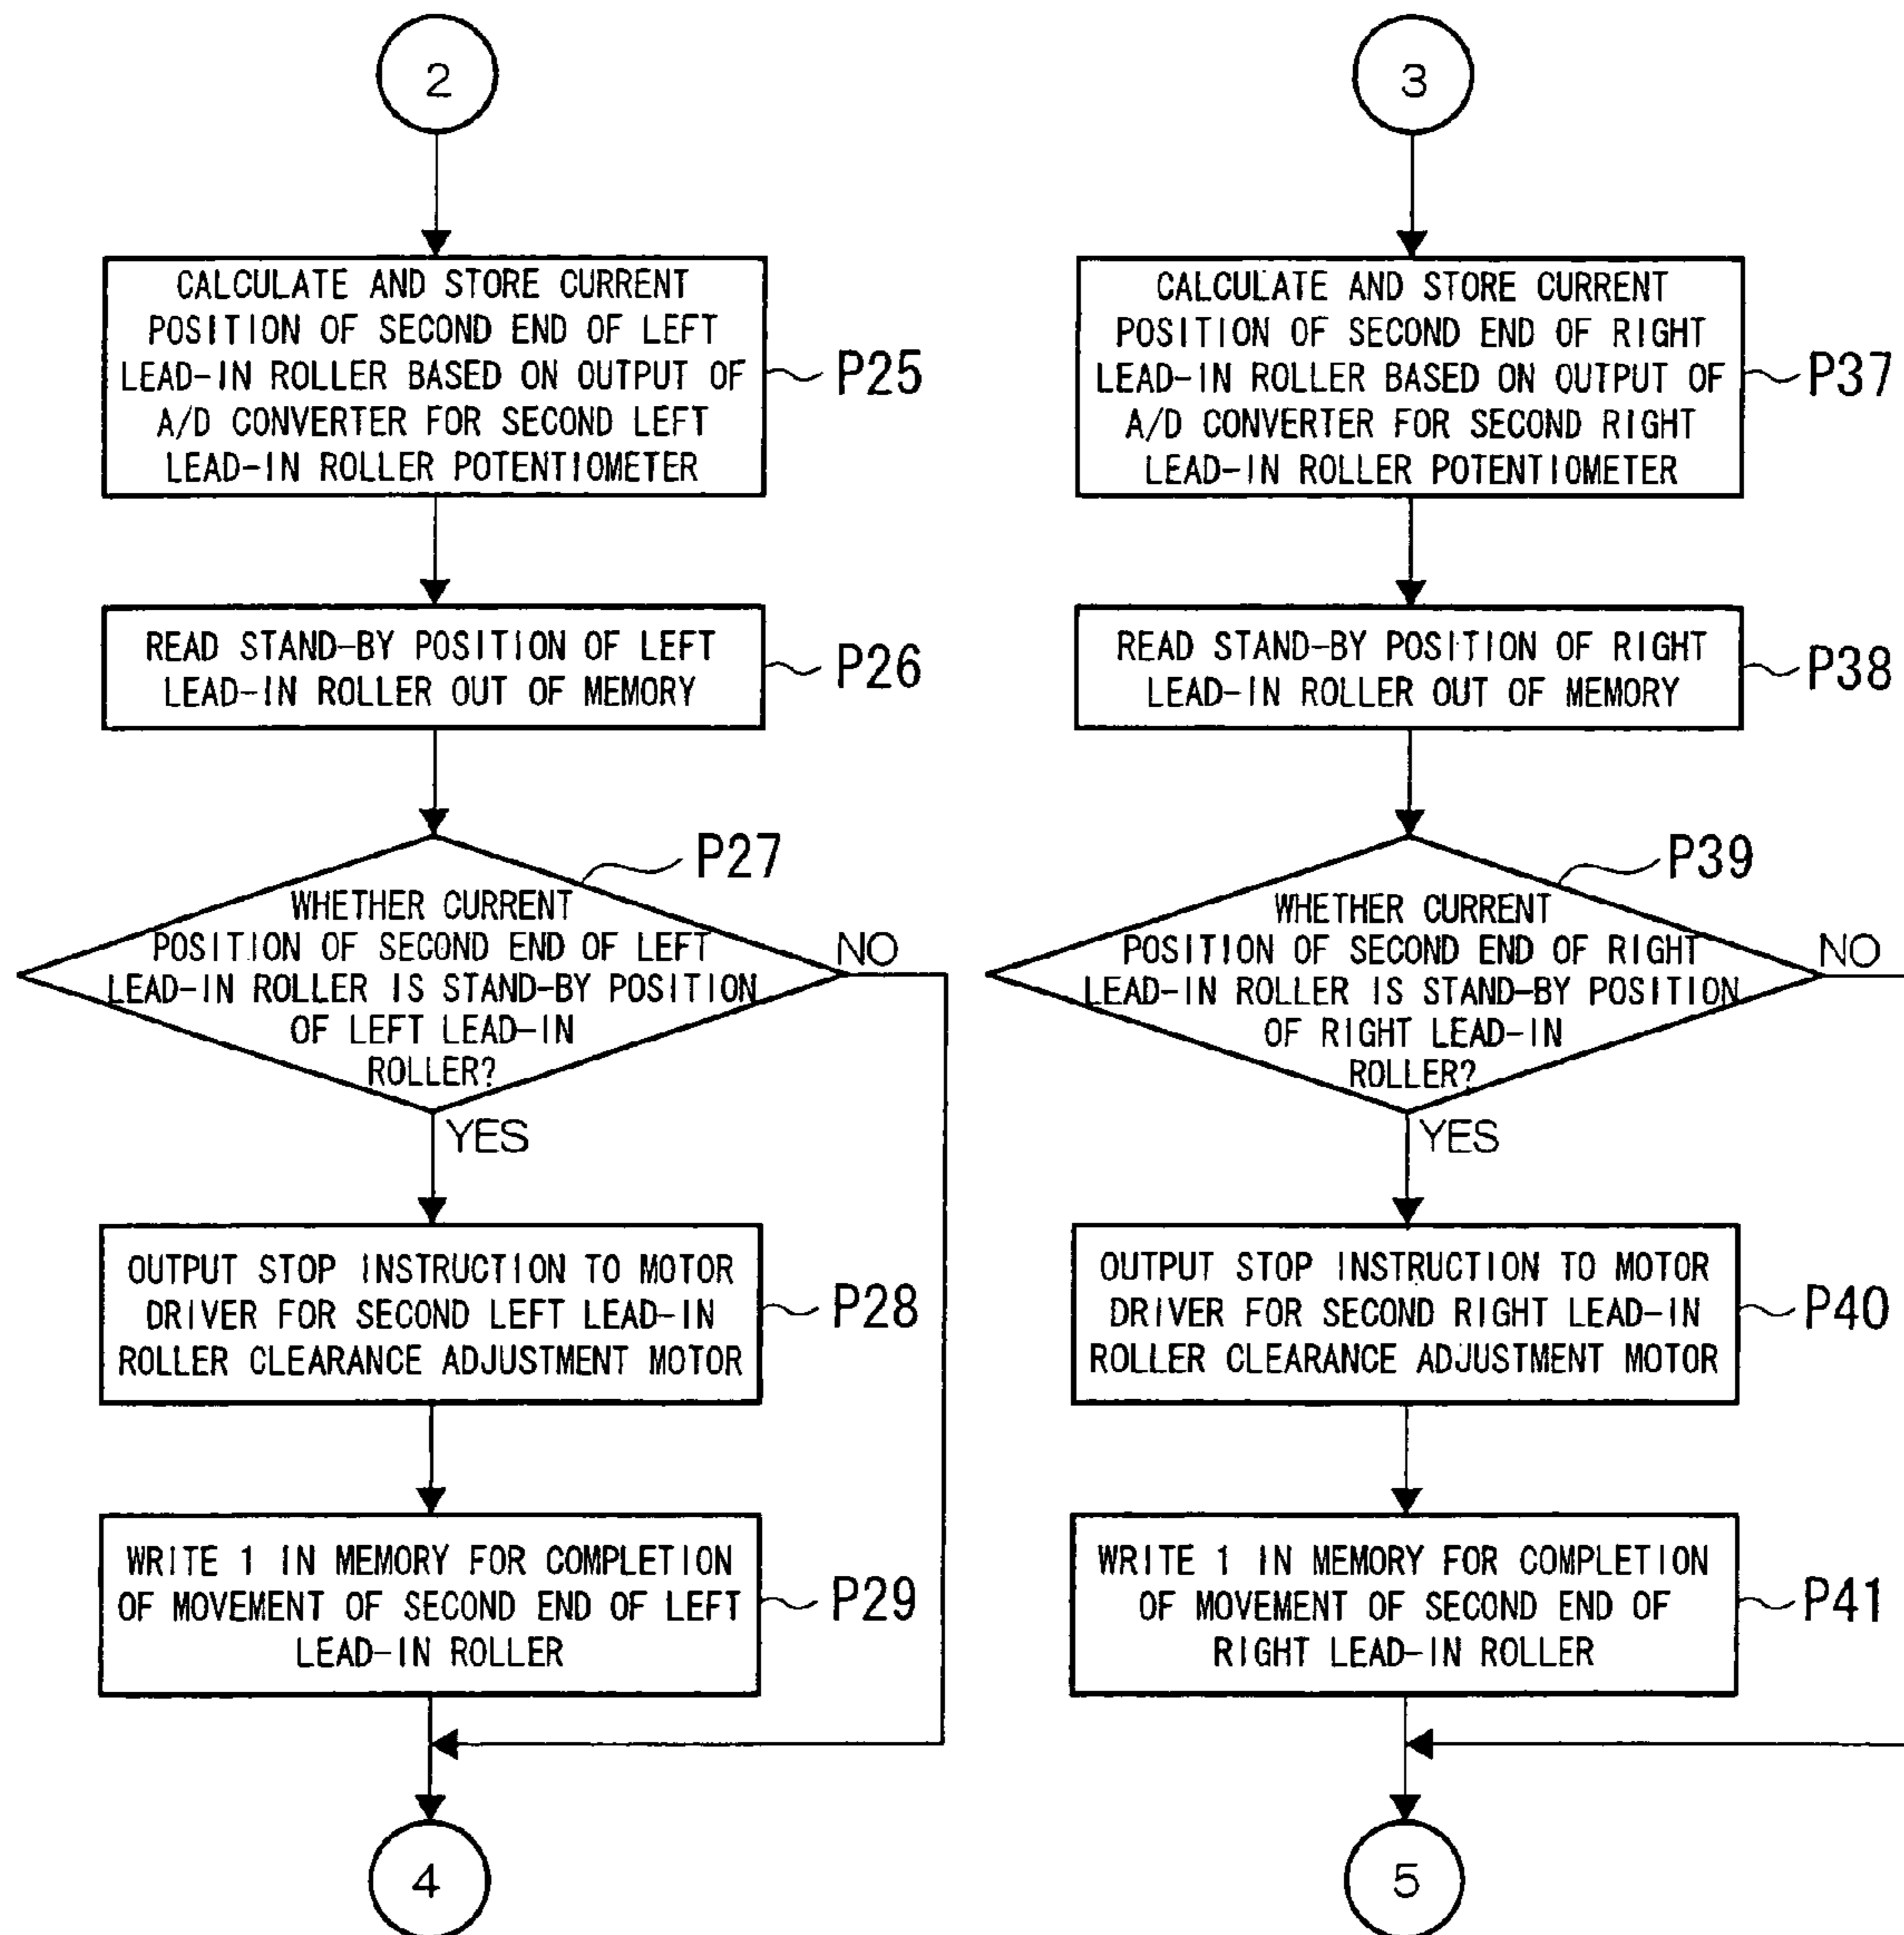 2
CALCULATE AND STORE CURRENT
POSITION OF SECOND END OF LEFT
LEAD-IN ROLLER BASED ON OUTPUT OF
A/D CONVERTER FOR SECOND LEFT
LEAD-IN ROLLER POTENTIOMETER
P25
READ STAND-BY POSITION OF LEFT
LEAD-IN ROLLER OUT OF MEMORY
P26
P27
WHETHER CURRENT
POSITION OF SECOND END OF LEFT
LEAD-IN ROLLER IS STAND-BY POSITION
OF LEFT LEAD-IN
ROLLER?
NO
YES
OUTPUT STOP INSTRUCTION TO MOTOR
DRIVER FOR SECOND LEFT LEAD-IN
ROLLER CLEARANCE ADJUSTMENT MOTOR
P28
WRITE 1 IN MEMORY FOR COMPLETION
OF MOVEMENT OF SECOND END OF LEFT
LEAD-IN ROLLER
P29
4
3
CALCULATE AND STORE CURRENT
POSITION OF SECOND END OF RIGHT
LEAD-IN ROLLER BASED ON OUTPUT OF
A/D CONVERTER FOR SECOND RIGHT
LEAD-IN ROLLER POTENTIOMETER
P37
READ STAND-BY POSITION OF RIGHT
LEAD-IN ROLLER OUT OF MEMORY
P38
P39
WHETHER CURRENT
POSITION OF SECOND END OF RIGHT
LEAD-IN ROLLER IS STAND-BY POSITION
OF RIGHT LEAD-IN
ROLLER?
NO
YES
OUTPUT STOP INSTRUCTION TO MOTOR
DRIVER FOR SECOND RIGHT LEAD-IN
ROLLER CLEARANCE ADJUSTMENT MOTOR
P40
WRITE 1 IN MEMORY FOR COMPLETION
OF MOVEMENT OF SECOND END OF
RIGHT LEAD-IN ROLLER
P41
5